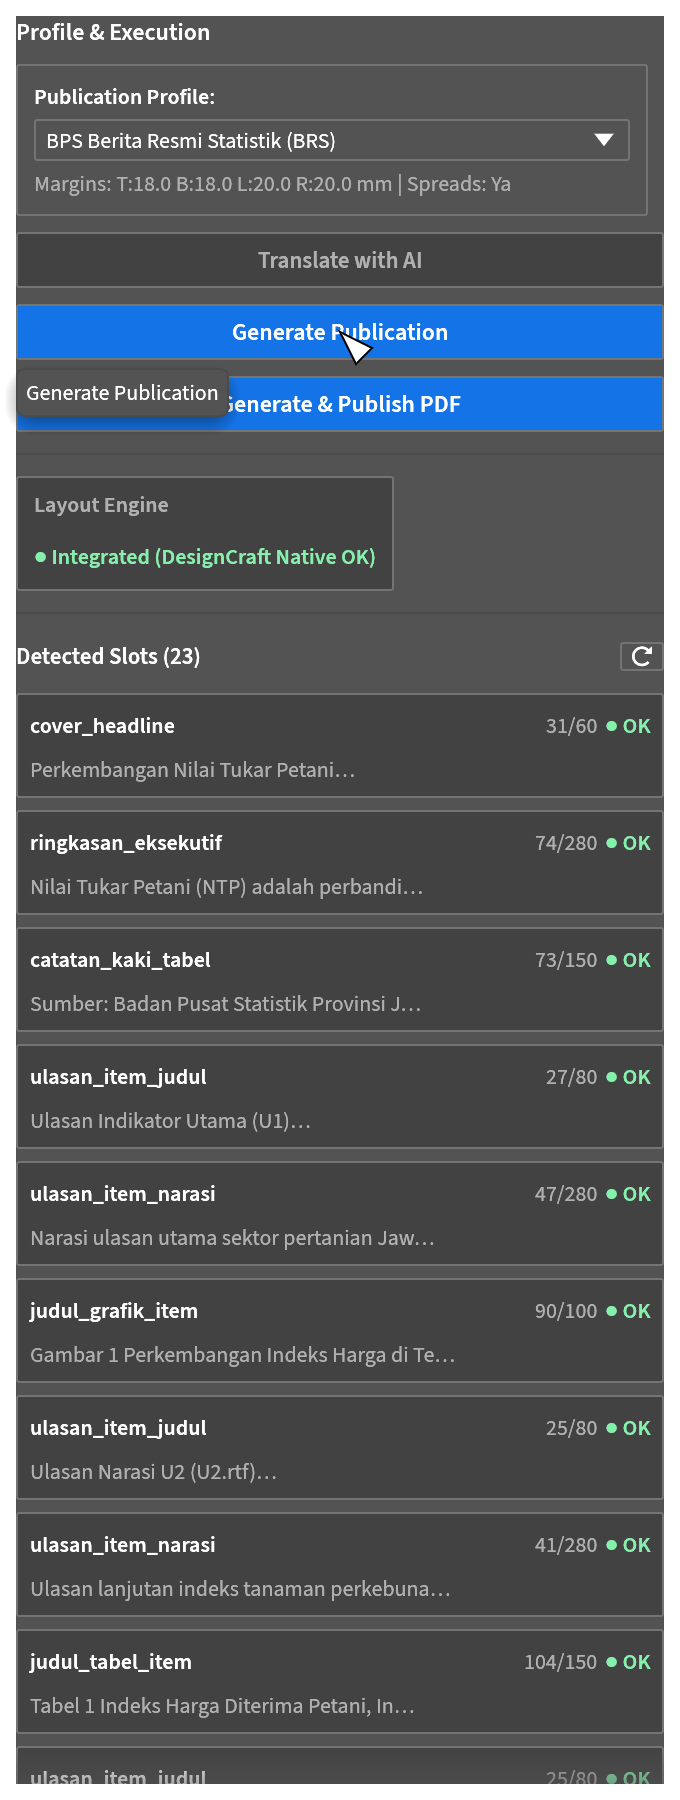 Profile & Execution
Publication Profile:
BPS Berita Resmi Statistik (BRS)
Margins: T:18.0 B:18.0 L:20.0 R:20.0 mm | Spreads: Ya
Translate with AI
Generate Publication
Generate Publication
Generate & Publish PDF
Layout Engine
● Integrated (DesignCraft Native OK)
Detected Slots (23)
cover_headline 31/60 ● OK
Perkembangan Nilai Tukar Petani…
ringkasan_eksekutif 74/280 ● OK
Nilai Tukar Petani (NTP) adalah perbandi…
catatan_kaki_tabel 73/150 ● OK
Sumber: Badan Pusat Statistik Provinsi J…
ulasan_item_judul 27/80 ● OK
Ulasan Indikator Utama (U1)…
ulasan_item_narasi 47/280 ● OK
Narasi ulasan utama sektor pertanian Jaw…
judul_grafik_item 90/100 ● OK
Gambar 1 Perkembangan Indeks Harga di Te…
ulasan_item_judul 25/80 ● OK
Ulasan Narasi U2 (U2.rtf)…
ulasan_item_narasi 41/280 ● OK
Ulasan lanjutan indeks tanaman perkebuna…
judul_tabel_item 104/150 ● OK
Tabel 1 Indeks Harga Diterima Petani, In…
ulasan_item_judul 25/80 ● OK